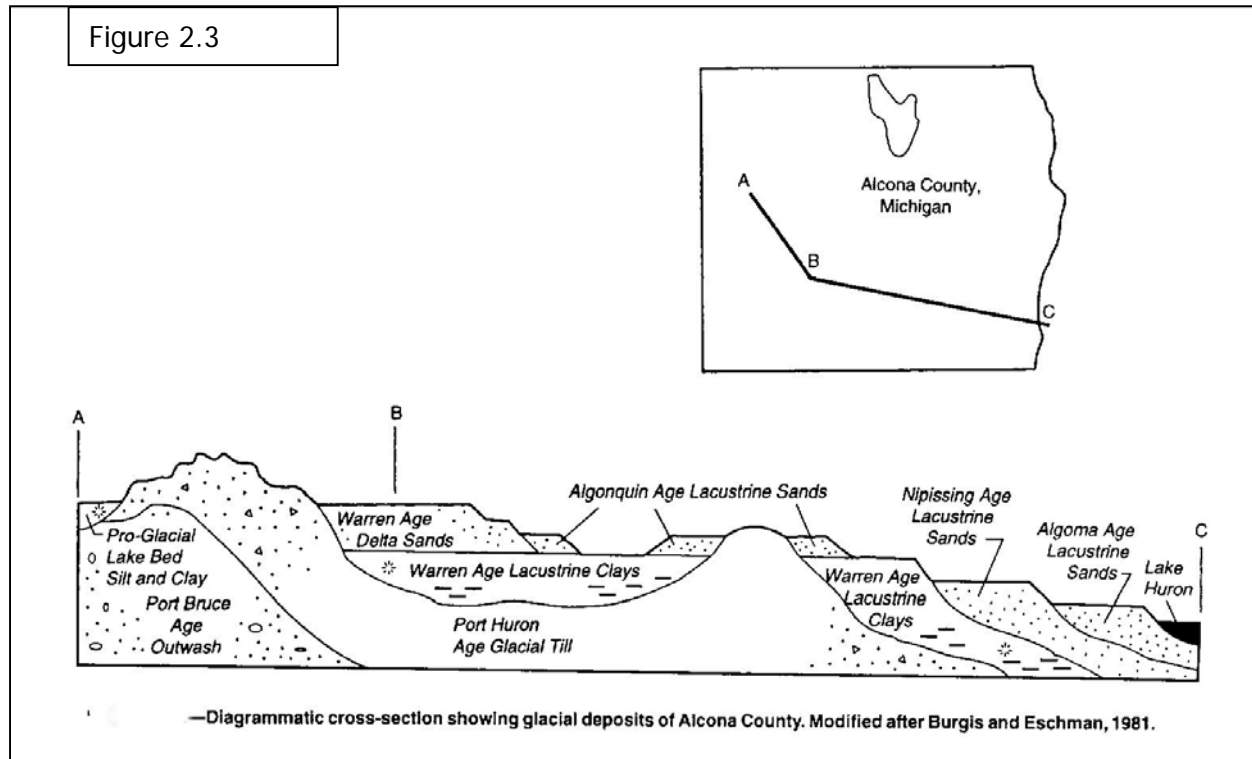 Figure 2.3
A
Alcona County,
Michigan
B
C
A
B
C
Algonquin Age Lacustrine Sands
Nipissing Age
Lacustrine
Sands
Algoma Age
Lacustrine
Sands
Lake
Huron
Warren Age
Delta Sands
Pro-Glacial
Lake Bed
Silt and Clay
Warren Age Lacustrine Clays
Warren Age
Lacustrine
Clays
Port Bruce
Age
Outwash
Port Huron
Age Glacial Till
—Diagrammatic cross-section showing glacial deposits of Alcona County. Modified after Burgis and Eschman, 1981.